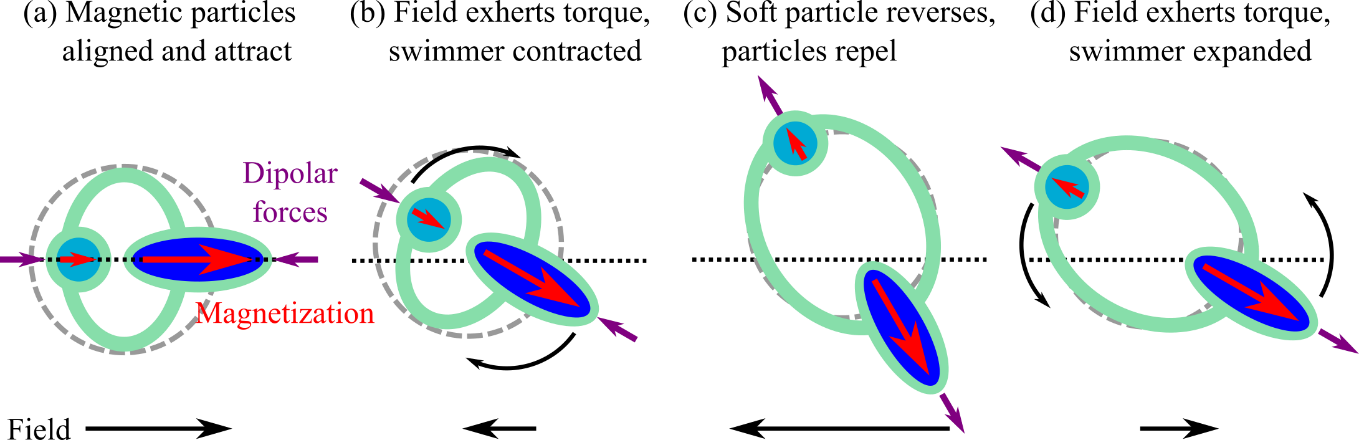 (a) Magnetic particles
aligned and attract
(b) Field exherts torque,
swimmer contracted
(c) Soft particle reverses,
particles repel
(d) Field exherts torque,
swimmer expanded
Dipolar
forces
Magnetization
Field